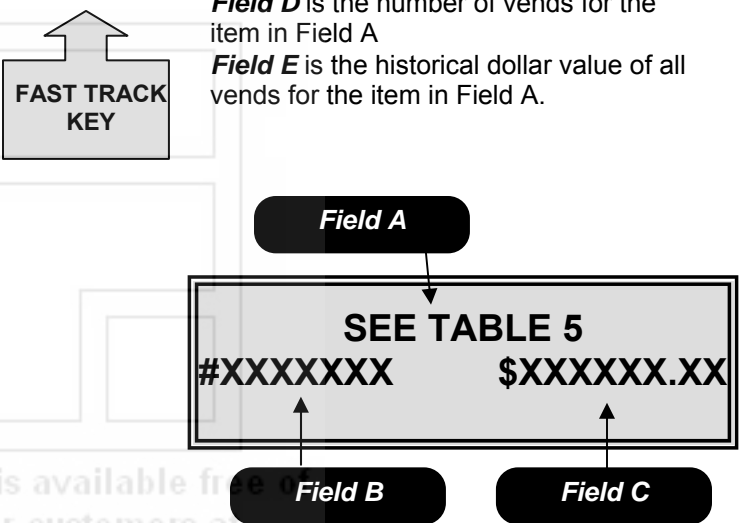 Field D is the number of vends for the
item in Field A
Field E is the historical dollar value of all
vends for the item in Field A.
FAST TRACK
KEY
Field A
SEE TABLE 5
#XXXXXXX $XXXXXX.XX
Field B Field C
is available free of
customers